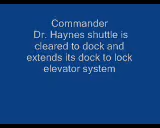 Commander
Dr. Haynes shuttle is
cleared to dock and
extends its dock to lock
elevator system